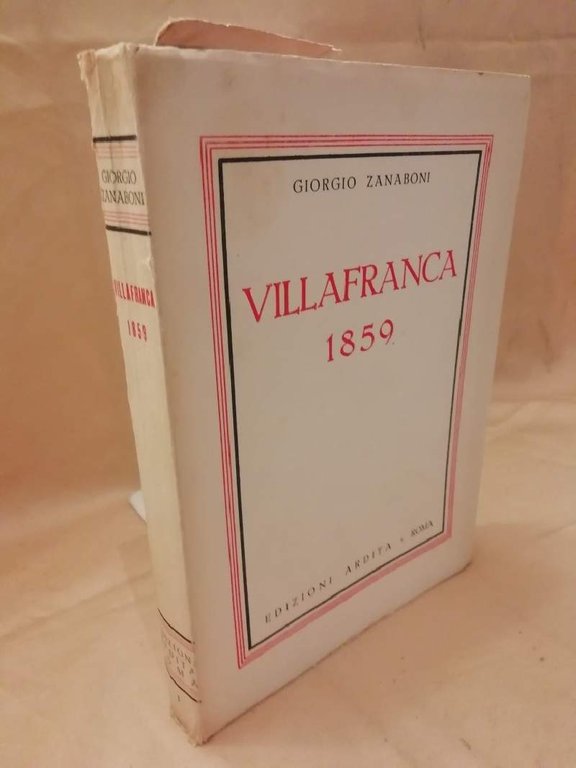 GIORGIO
ZANABONI
VILLAFRANCA
1859
GIORGIO ZANABONI
VILLAFRANCA
1859
EDIZIONI ARDITA - ROMA